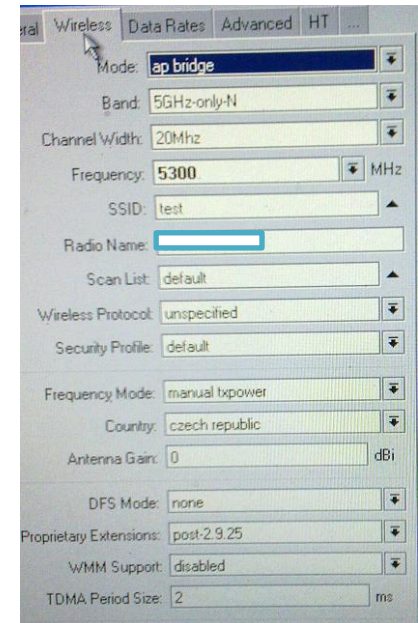 eral Wireless Data Rates Advanced HT ...
Mode: ap bridge
Band: 5GHz-only-N
Channel Width: 20Mhz
Frequency: 5300 MHz
SSID: test
Radio Name:
Scan List: default
Wireless Protocol: unspecified
Security Profile: default
Frequency Mode: manual txpower
Country: czech republic
Antenna Gain: 0 dBi
DFS Mode: none
Proprietary Extensions: post-2.9.25
WMM Support: disabled
TDMA Period Size: 2 ms